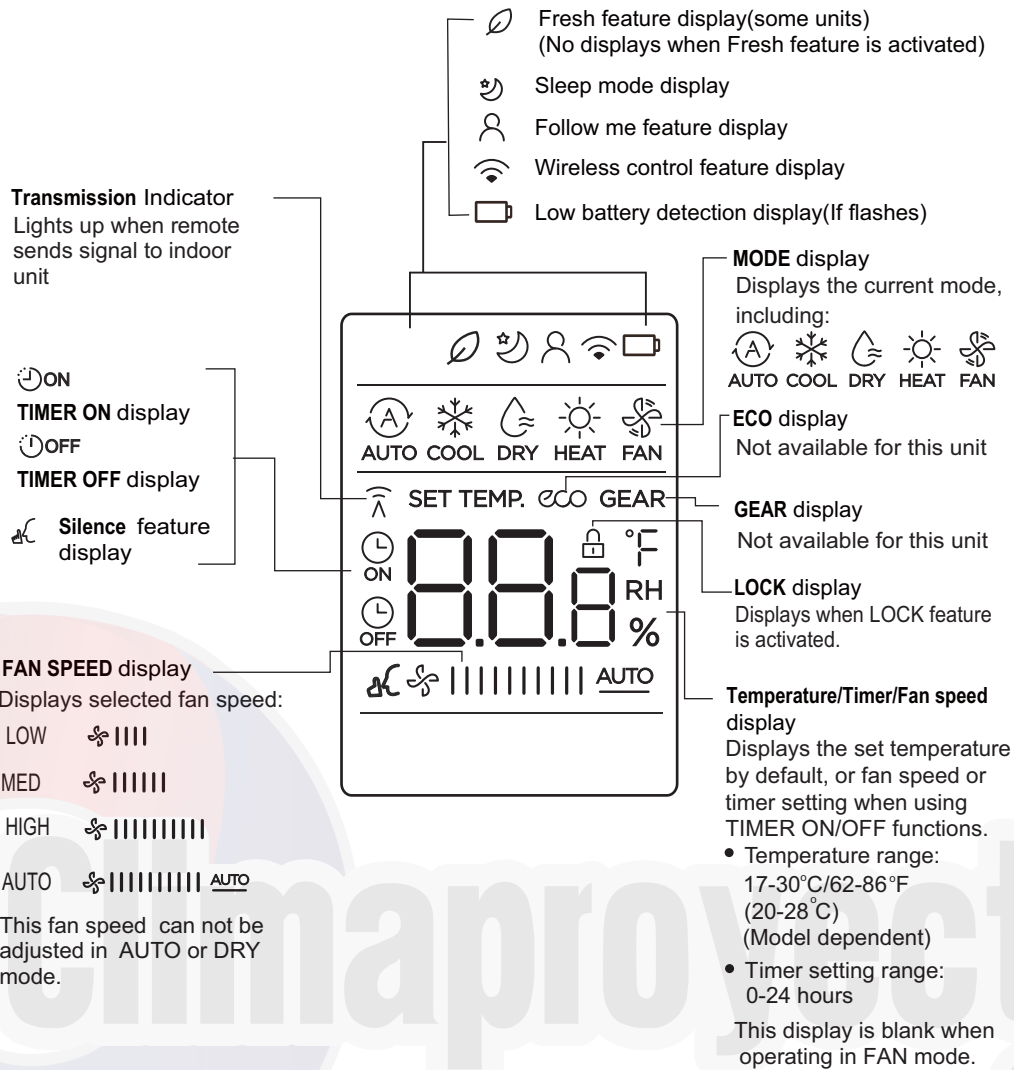 Fresh feature display(some units)
(No displays when Fresh feature is activated)
Sleep mode display
Follow me feature display
Wireless control feature display
Low battery detection display(If flashes)
Transmission Indicator
Lights up when remote
sends signal to indoor
unit
ON
TIMER ON display
OFF
TIMER OFF display
Silence feature
display
FAN SPEED display
Displays selected fan speed:
LOW
MED
HIGH
AUTO AUTO
This fan speed can not be
adjusted in AUTO or DRY
mode.
A
AUTO COOL DRY HEAT FAN
SET TEMP. eco GEAR
ON
OFF
88.8
°F
RH
%
AUTO
MODE display
Displays the current mode,
including:
A
AUTO COOL DRY HEAT FAN
ECO display
Not available for this unit
GEAR display
Not available for this unit
LOCK display
Displays when LOCK feature
is activated.
Temperature/Timer/Fan speed
display
Displays the set temperature
by default, or fan speed or
timer setting when using
TIMER ON/OFF functions.
• Temperature range:
17-30°C/62-86°F
(20-28°C)
(Model dependent)
• Timer setting range:
0-24 hours
This display is blank when
operating in FAN mode.
Climaproyect